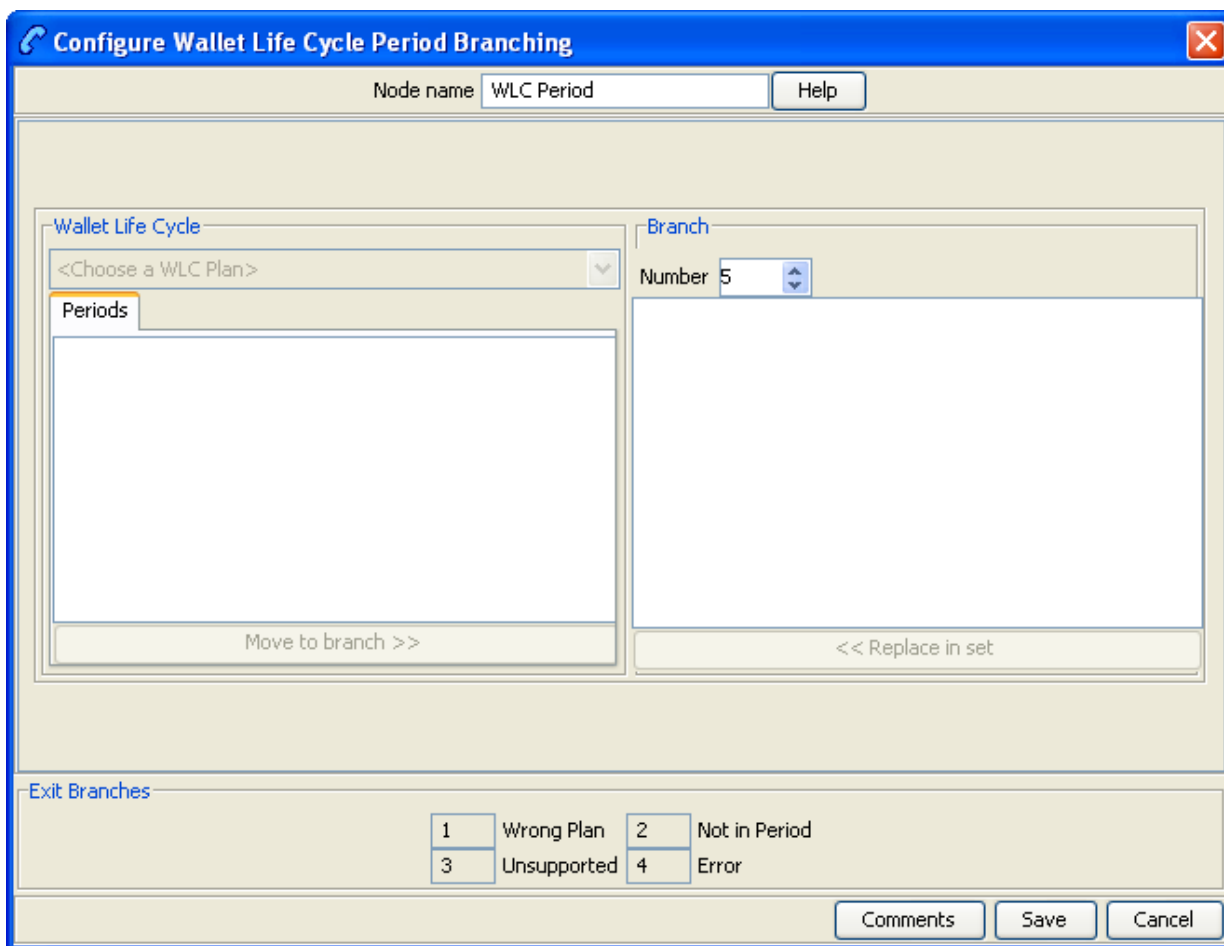 Configure Wallet Life Cycle Period Branching
Node name WLC Period Help
Wallet Life Cycle
<Choose a WLC Plan>
Periods
Move to branch >>
Branch
Number 5
<< Replace in set
Exit Branches
1 Wrong Plan 2 Not in Period
3 Unsupported 4 Error
Comments Save Cancel